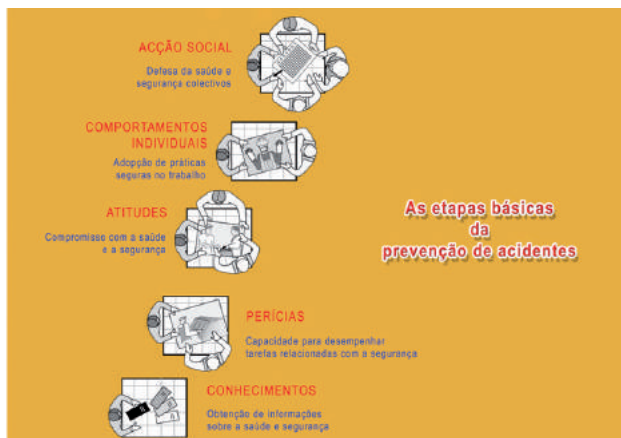 ACÇÃO SOCIAL
Defesa da saúde e
segurança colectivos
COMPORTAMENTOS
INDIVIDUAIS
Adopção de práticas
seguras no trabalho
ATITUDES
Compromisso com a saúde
e a segurança
As etapas básicas
da
prevenção de acidentes
PERÍCIAS
Capacidade para desempenhar
tarefas relacionadas com a segurança
CONHECIMENTOS
Obtenção de informações
sobre a saúde e segurança